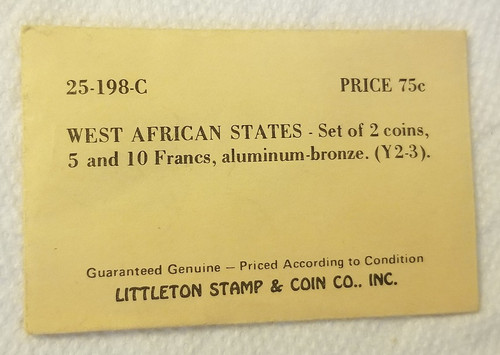 25-198-C PRICE 75c
WEST AFRICAN STATES - Set of 2 coins,
5 and 10 Francs, aluminum-bronze. (Y2-3).
Guaranteed Genuine — Priced According to Condition
LITTLETON STAMP & COIN CO., INC.